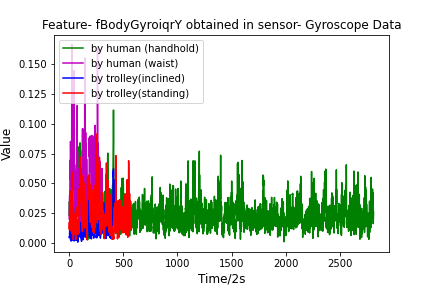 Feature- fBodyGyroiqrY obtained in sensor- Gyroscope Data
by human (handhold)
by human (waist)
by trolley(inclined)
by trolley(standing)
0.150
0.125
0.100
0.075
0.050
0.025
0.000
Value
0 500 1000 1500 2000 2500
Time/2s